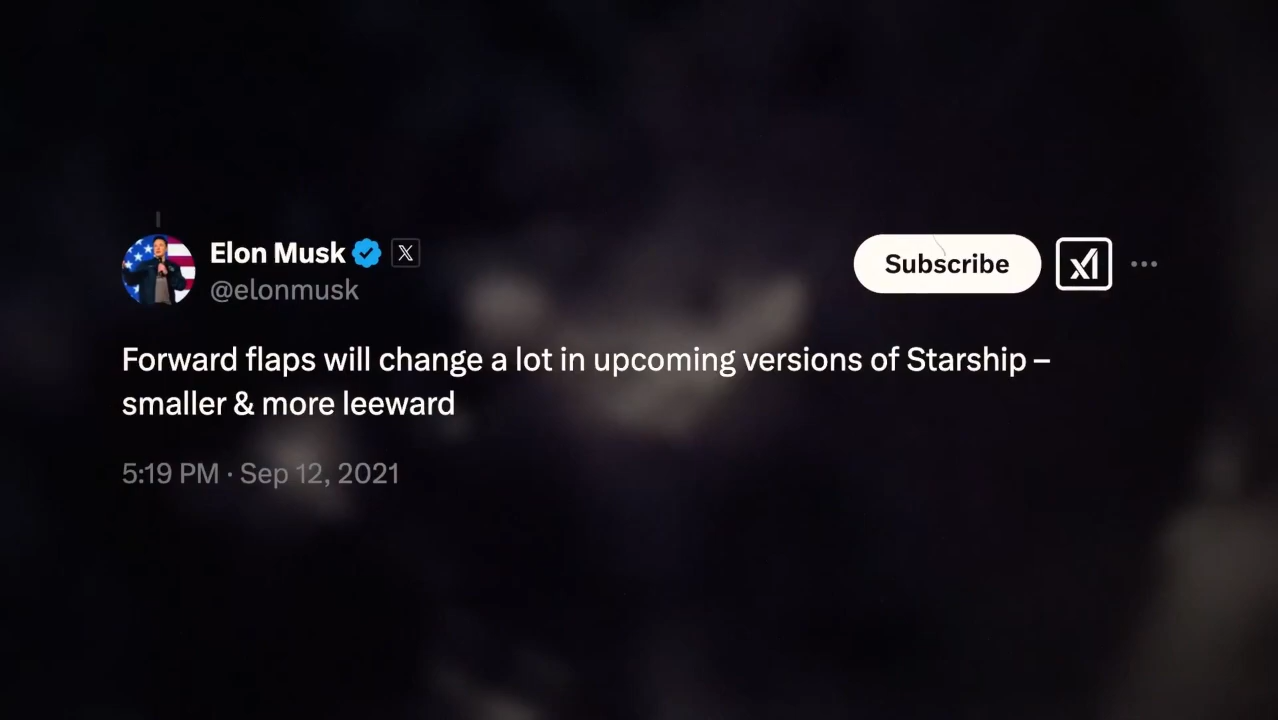 Elon Musk
@elonmusk
Subscribe
Forward flaps will change a lot in upcoming versions of Starship –
smaller & more leeward
5:19 PM · Sep 12, 2021